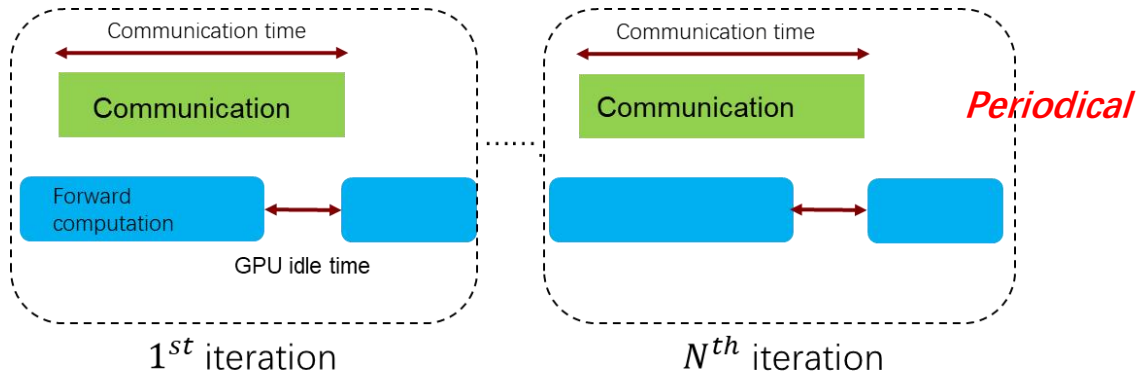 Communication time
Communication time
Communication
Communication
Periodical
.......
Forward
computation
GPU idle time
1st iteration
Nth iteration